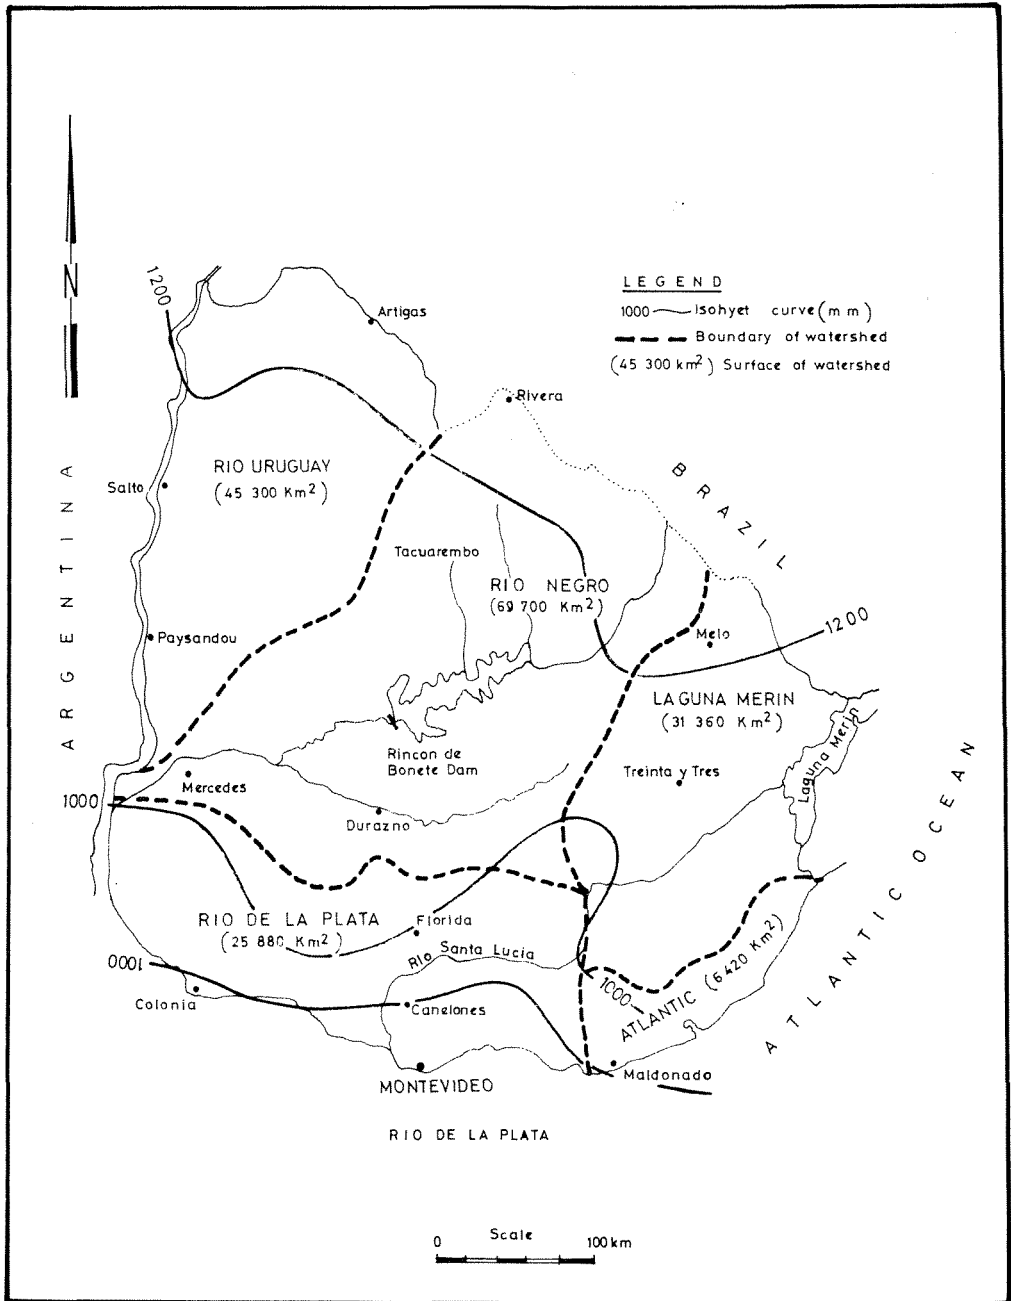 N
1200
Artigas
LEGEND
1000 Isohyet curve (mm)
Boundary of watershed
(45 300 km²) Surface of watershed
Rivera
ARGENTINA
BRAZIL
RIO URUGUAY
(45 300 Km²)
Salto
Tacuarembo
RIO NEGRO
(69 700 Km²)
Paysandou
Melo
1200
LAGUNA MERIN
(31 360 Km²)
Laguna Merin
Rincon de
Bonete Dam
Treinta y Tres
Mercedes
1000
Durazno
ATLANTIC OCEAN
RIO DE LA PLATA
(25 880 Km²)
Florida
Rio Santa Lucia
1000
1000
ATLANTIC (6 420 Km²)
Colonia
Canelones
Maldonado
MONTEVIDEO
RIO DE LA PLATA
Scale
0 100 km